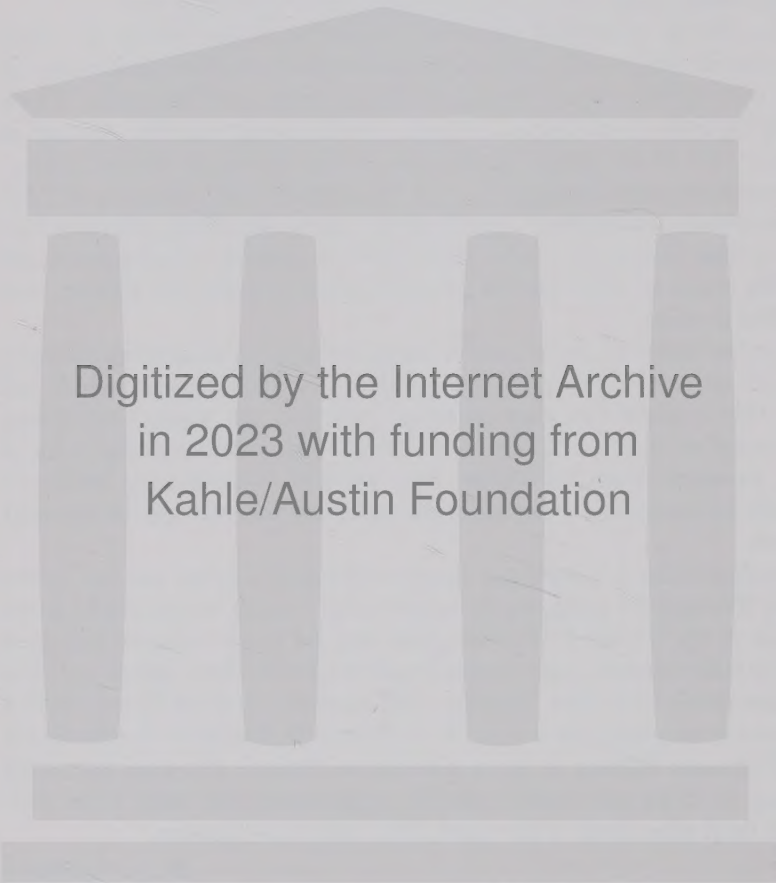 Digitized by the Internet Archive
in 2023 with funding from
Kahle/Austin Foundation